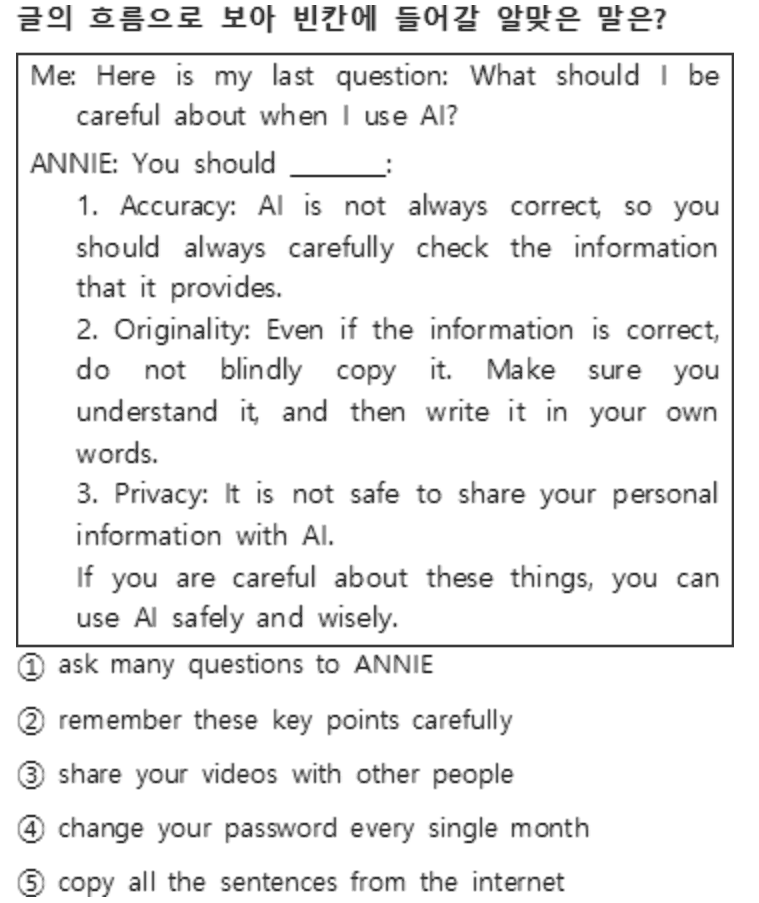 글의 흐름으로 보아 빈칸에 들어갈 알맞은 말은?
Me: Here is my last question: What should I be
careful about when I use AI?
ANNIE: You should ______:
1. Accuracy: AI is not always correct, so you
should always carefully check the information
that it provides.
2. Originality: Even if the information is correct,
do not blindly copy it. Make sure you
understand it, and then write it in your own
words.
3. Privacy: It is not safe to share your personal
information with AI.
If you are careful about these things, you can
use AI safely and wisely.
① ask many questions to ANNIE
② remember these key points carefully
③ share your videos with other people
④ change your password every single month
⑤ copy all the sentences from the internet